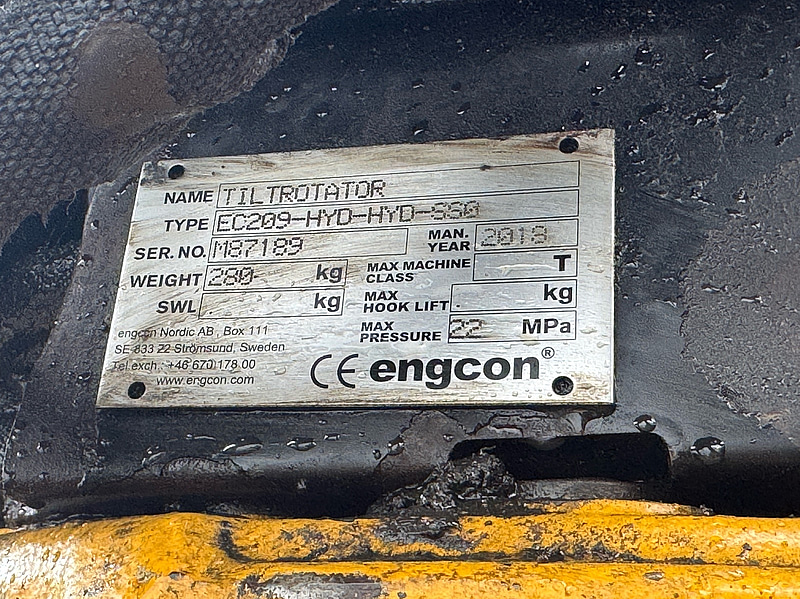 NAME TILTROTATOR
TYPE EC209-HYD-HYD-SS0
SER. NO. M87189 MAN. YEAR 2018
WEIGHT 280 kg MAX MACHINE CLASS T
SWL kg MAX HOOK LIFT kg
MAX PRESSURE 22 MPa
engcon Nordic AB , Box 111
SE-833 22 Strömsund, Sweden
Tel.exch.: +46 670 178 00
www.engcon.com
CE engcon®